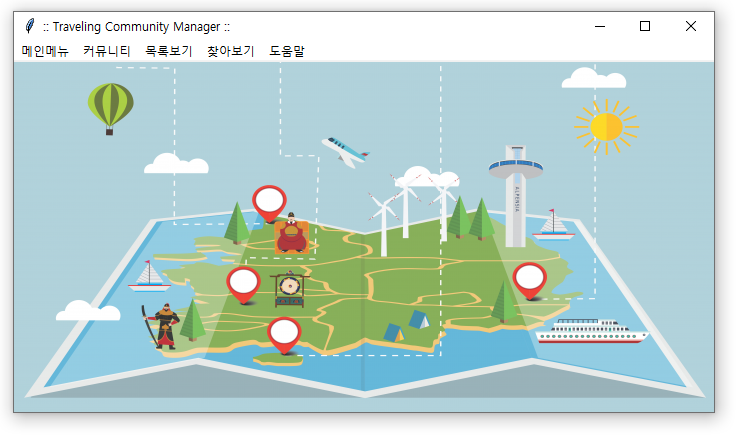 :: Traveling Community Manager ::
메인메뉴 커뮤니티 목록보기 찾아보기 도움말
ALPENSIA